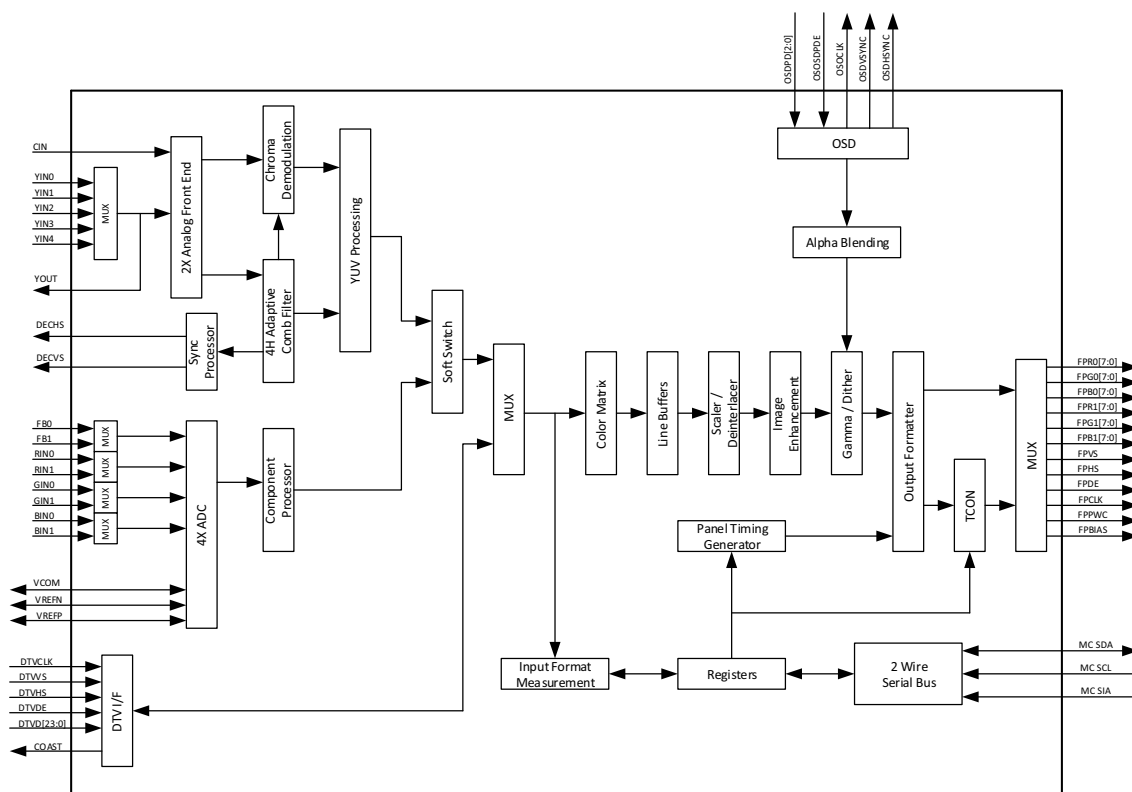 OSDPD[2:0]
OSOSDPDE
OSOCLK
OSDVSYNC
OSDHSYNC
OSD
Alpha Blending
CIN
YIN0
YIN1
YIN2
YIN3
YIN4
MUX
YOUT
2X Analog Front End
Chroma
Demodulation
4H Adaptive
Comb Filter
YUV Processing
DECHS
DECVS
Sync
Processor
Soft Switch
FB0
FB1
RIN0
RIN1
GIN0
GIN1
BIN0
BIN1
MUX
MUX
MUX
MUX
4X ADC
Component
Processor
VCOM
VREFN
VREFP
MUX
Color Matrix
Line Buffers
Scaler /
Deinterlacer
Image
Enhancement
Gamma / Dither
Output Formatter
TCON
MUX
FPR0[7:0]
FPG0[7:0]
FPB0[7:0]
FPR1[7:0]
FPG1[7:0]
FPB1[7:0]
FPVS
FPHS
FPDE
FPCLK
FPPWC
FPBIAS
Panel Timing
Generator
DTVCLK
DTVVS
DTVHS
DTVDE
DTVD[23:0]
COAST
DTV I/F
Input Format
Measurement
Registers
2 Wire
Serial Bus
MC SDA
MC SCL
MC SIA